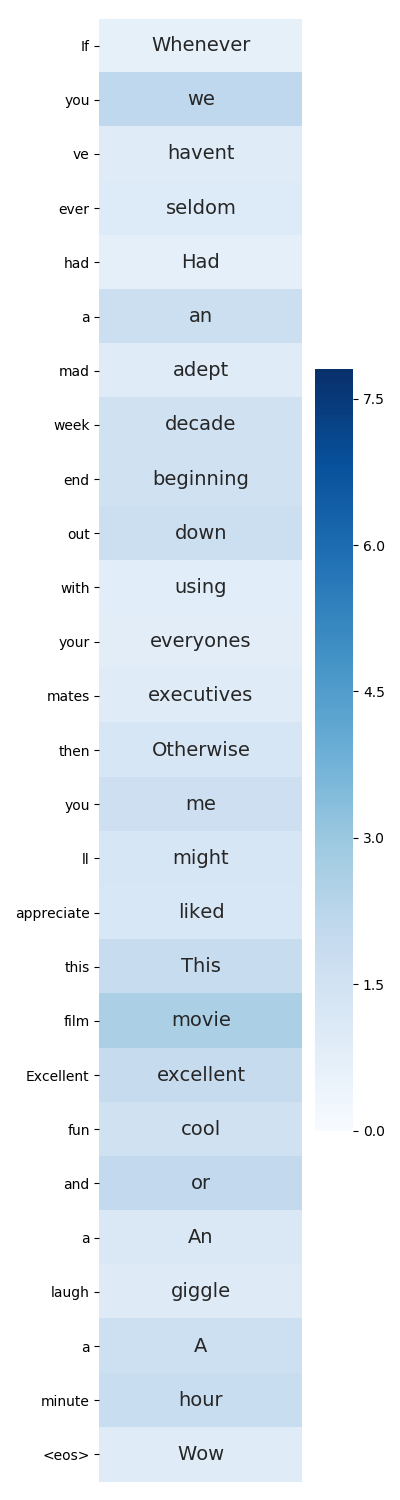 If Whenever
you we
ve havent
ever seldom
had Had
a an
mad adept
week decade
end beginning
out down
with using
your everyones
mates executives
then Otherwise
you me
ll might
appreciate liked
this This
film movie
Excellent excellent
fun cool
and or
a An
laugh giggle
a A
minute hour
<eos> Wow
7.5
6.0
4.5
3.0
1.5
0.0